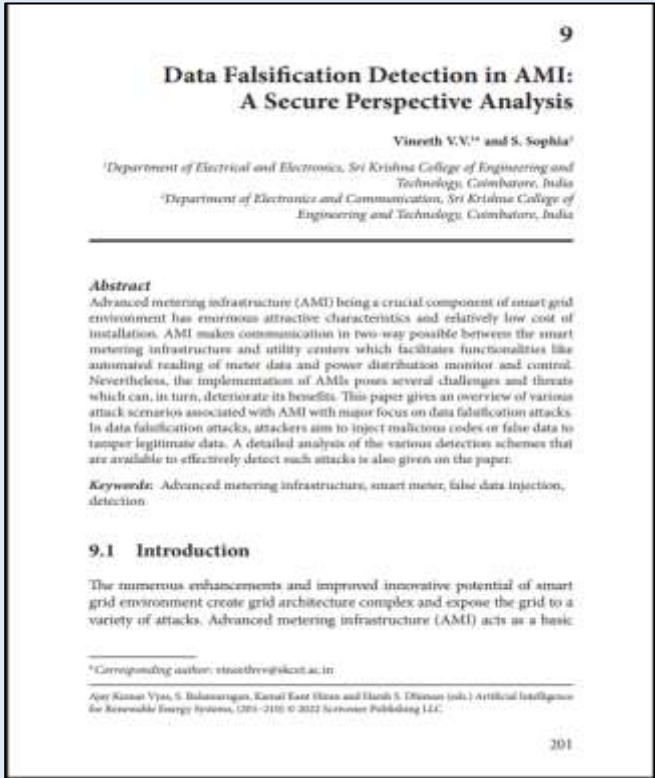 9
Data Falsification Detection in AMI:
A Secure Perspective Analysis
Vineeth V.V.¹* and S. Sophia²
¹Department of Electrical and Electronics, Sri Krishna College of Engineering and
Technology, Coimbatore, India
²Department of Electronics and Communication, Sri Krishna College of
Engineering and Technology, Coimbatore, India
Abstract
Advanced metering infrastructure (AMI) being a crucial component of smart grid
environment has enormous attractive characteristics and relatively low cost of
installation. AMI makes communication in two-way possible between the smart
metering infrastructure and utility centers which facilitates functionalities like
automated reading of meter data and power distribution monitor and control.
Nevertheless, the implementation of AMIs poses several challenges and threats
which can, in turn, deteriorate its benefits. This paper gives an overview of various
attack scenarios associated with AMI with major focus on data falsification attacks.
In data falsification attacks, attackers aim to inject malicious codes or false data to
tamper legitimate data. A detailed analysis of the various detection schemes that
are available to effectively detect such attacks is also given on the paper.
Keywords: Advanced metering infrastructure, smart meter, false data injection,
detection
9.1 Introduction
The numerous enhancements and improved innovative potential of smart
grid environment create grid architecture complex and expose the grid to a
variety of attacks. Advanced metering infrastructure (AMI) acts as a basic
*Corresponding author: vineethvv@skcet.ac.in
Ajay Kumar Vyas, S. Balamurugan, Kamal Kant Hiran and Harsh S. Dhiman (eds.) Artificial Intelligence
for Renewable Energy Systems, (201–210) © 2022 Scrivener Publishing LLC
201